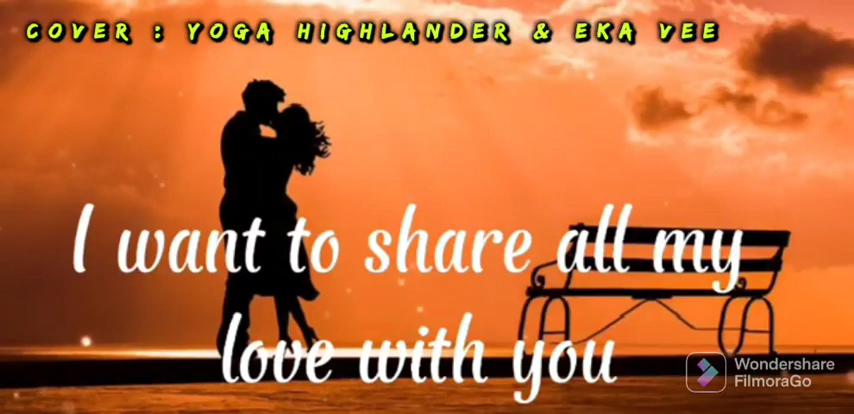 COVER : YOGA HIGHLANDER & EKA VEE
I want to share all my
love with you
Wondershare
FilmoraGo